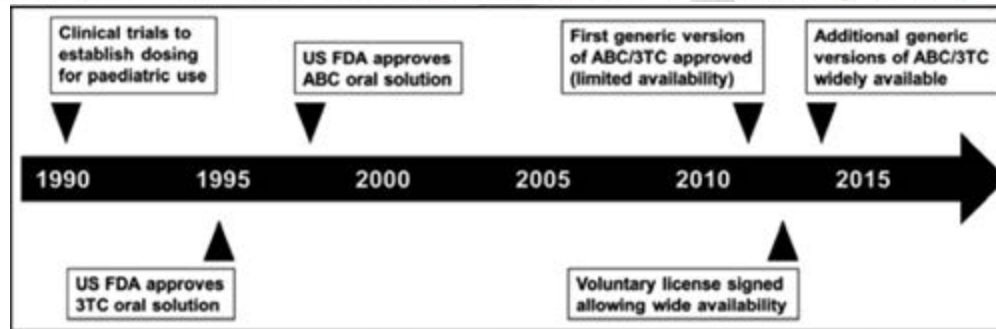 Clinical trials to
establish dosing
for paediatric use
US FDA approves
ABC oral solution
First generic version
of ABC/3TC approved
(limited availability)
Additional generic
versions of ABC/3TC
widely available
1990 1995 2000 2005 2010 2015
US FDA approves
3TC oral solution
Voluntary license signed
allowing wide availability